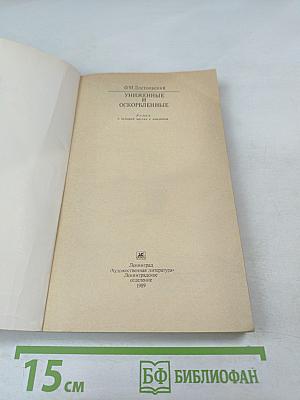 Ф.М.Достоевский
УНИЖЕННЫЕ
И
ОСКОРБЛЕННЫЕ
Роман
в четырех частях с эпилогом
Ленинград
«Художественная литература»
Ленинградское
отделение
1989
15 см
БФ БИБЛИОФАН